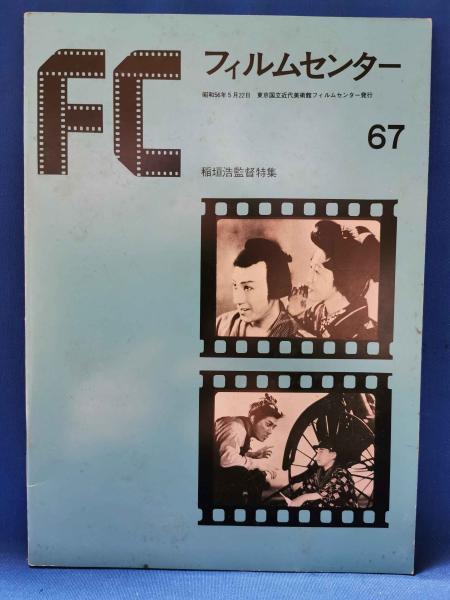 FC
フィルムセンター
昭和56年5月22日 東京国立近代美術館フィルムセンター発行
67
稲垣浩監督特集